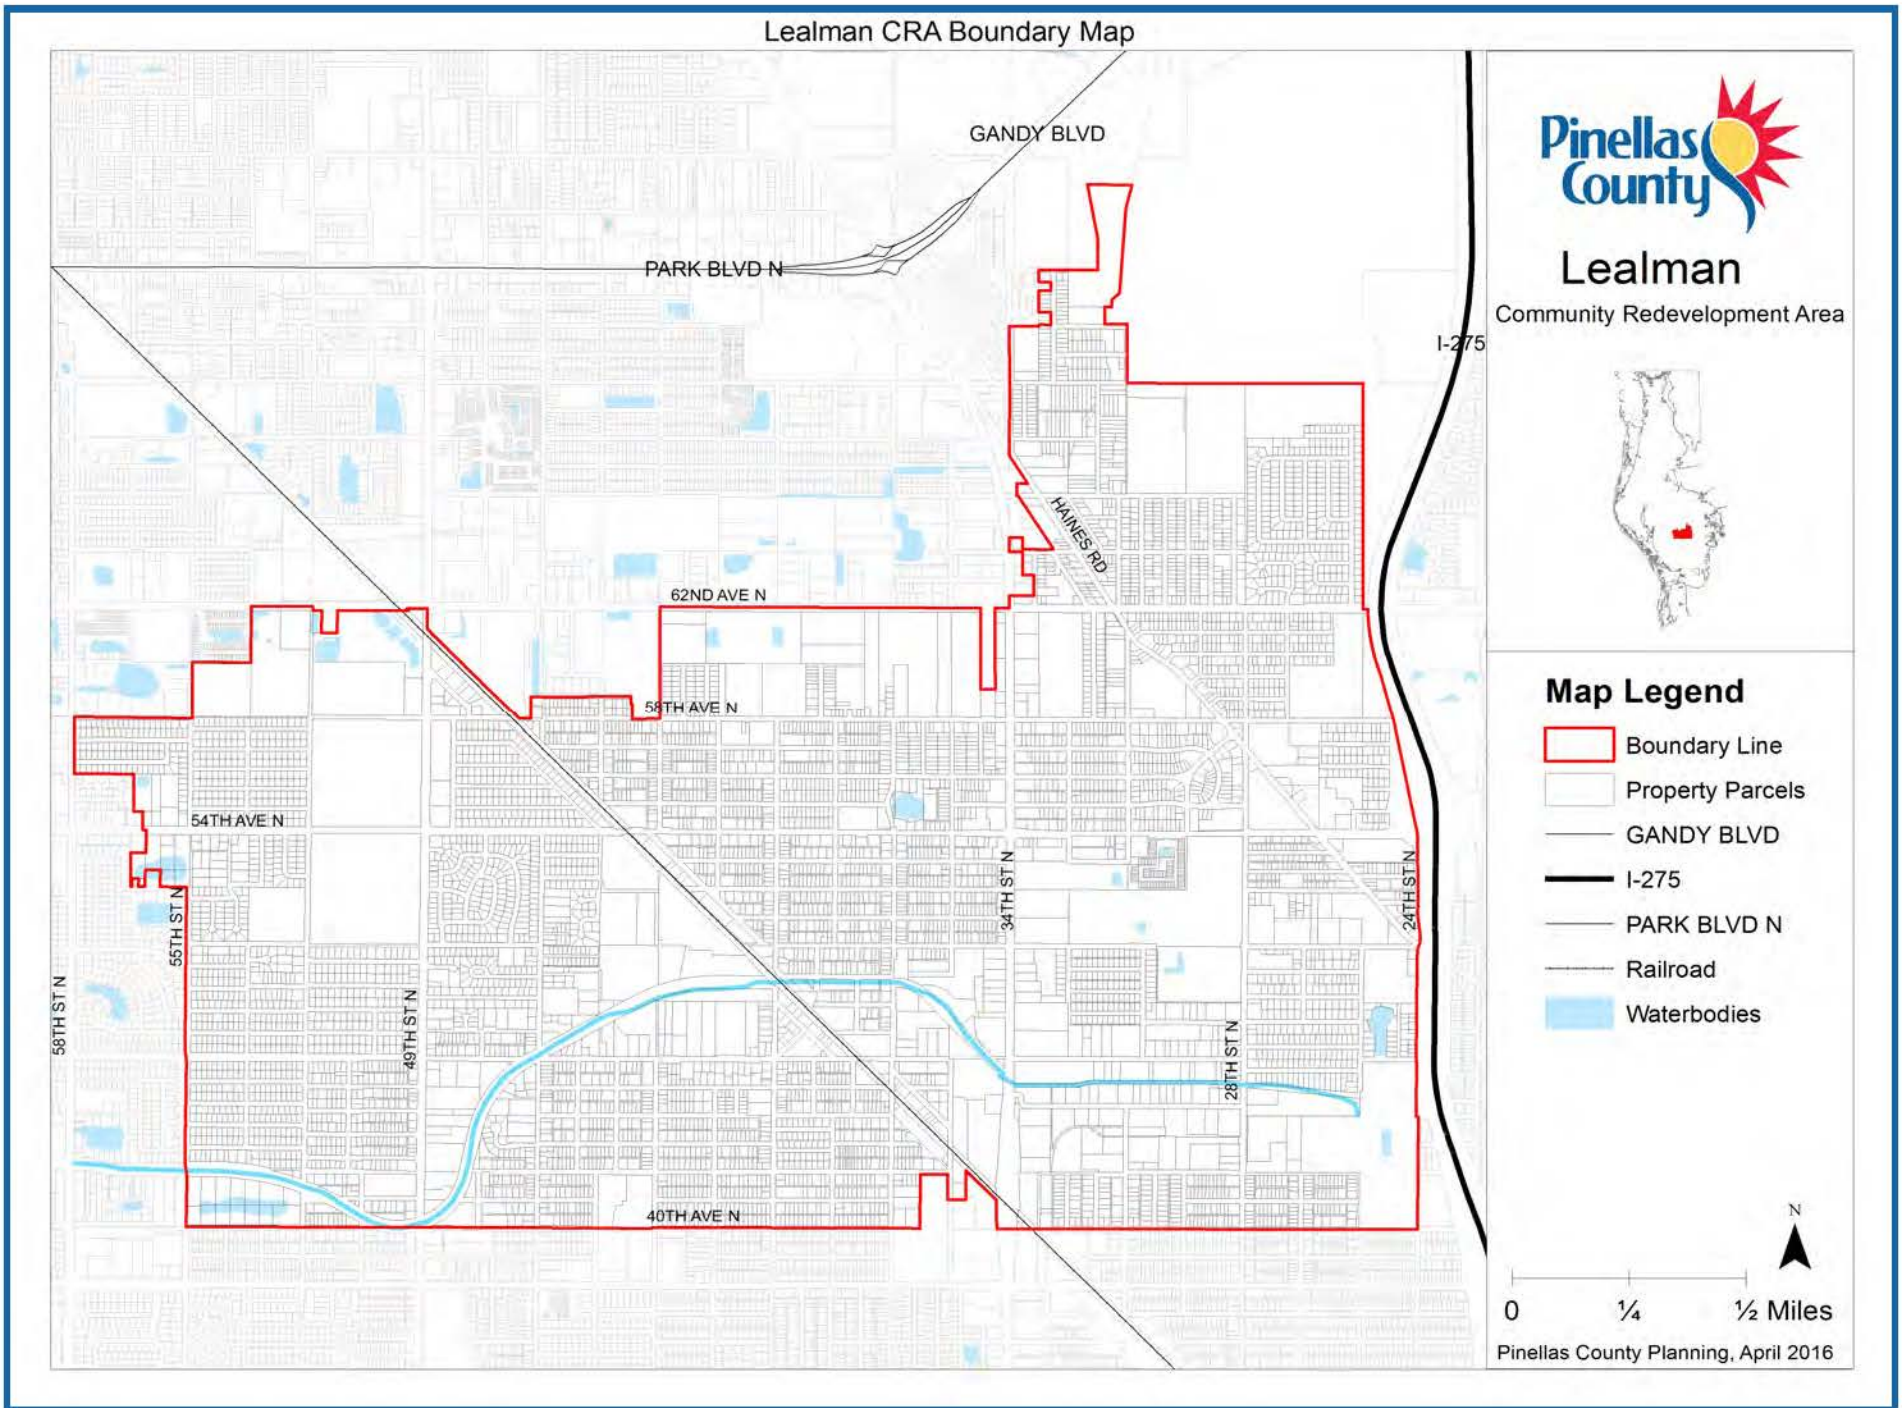 Lealman CRA Boundary Map
GANDY BLVD
PARK BLVD N
I-275
HAINES RD
62ND AVE N
58TH AVE N
54TH AVE N
34TH ST N
24TH ST N
55TH ST N
58TH ST N
49TH ST N
28TH ST N
40TH AVE N
Pinellas
County
Lealman
Community Redevelopment Area
Map Legend
Boundary Line
Property Parcels
GANDY BLVD
I-275
PARK BLVD N
Railroad
Waterbodies
N
0 ¼ ½ Miles
Pinellas County Planning, April 2016